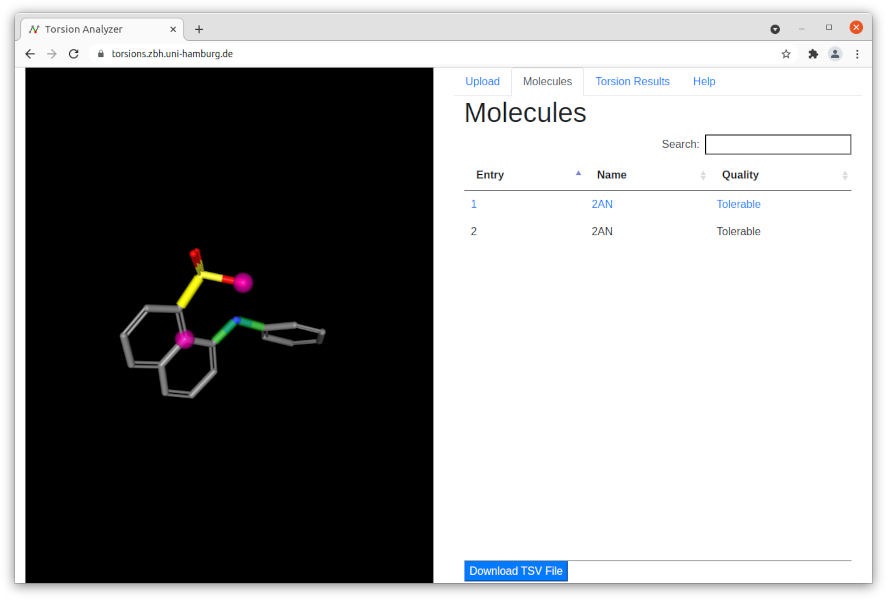 Torsion Analyzer
torsions.zbh.uni-hamburg.de
Upload Molecules Torsion Results Help
Molecules
Search:
Entry Name Quality
1 2AN Tolerable
2 2AN Tolerable
Download TSV File